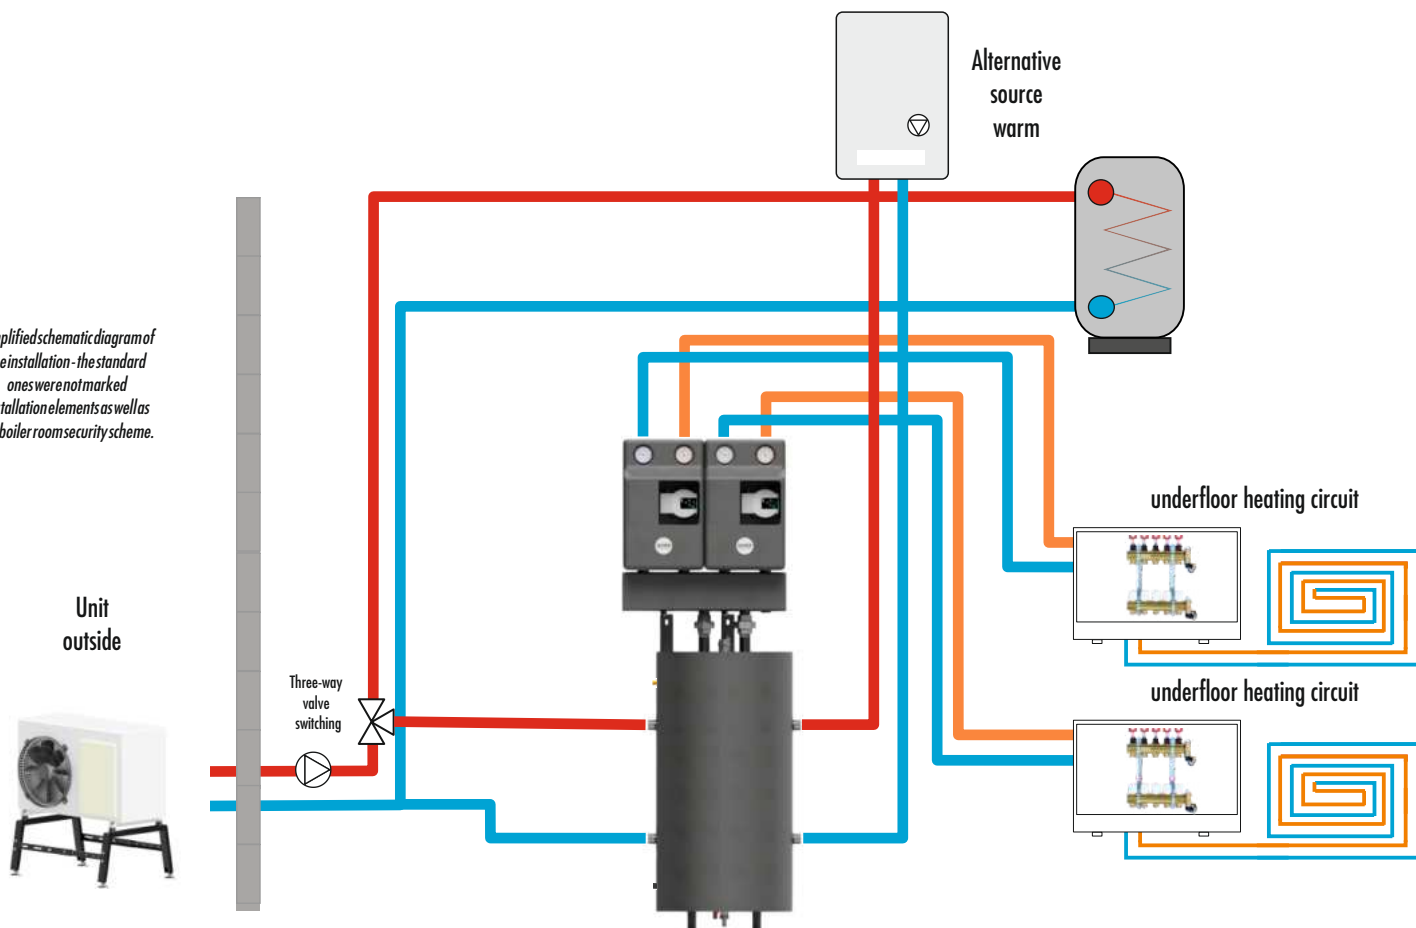 Alternative
source
warm
plifiedschematicdiagramof
einstallation-thestandard
oneswerenotmarked
tallationelementsaswellas
boilerroomsecurityscheme.
underfloor heating circuit
Unit
outside
Three-way
valve
switching
underfloor heating circuit